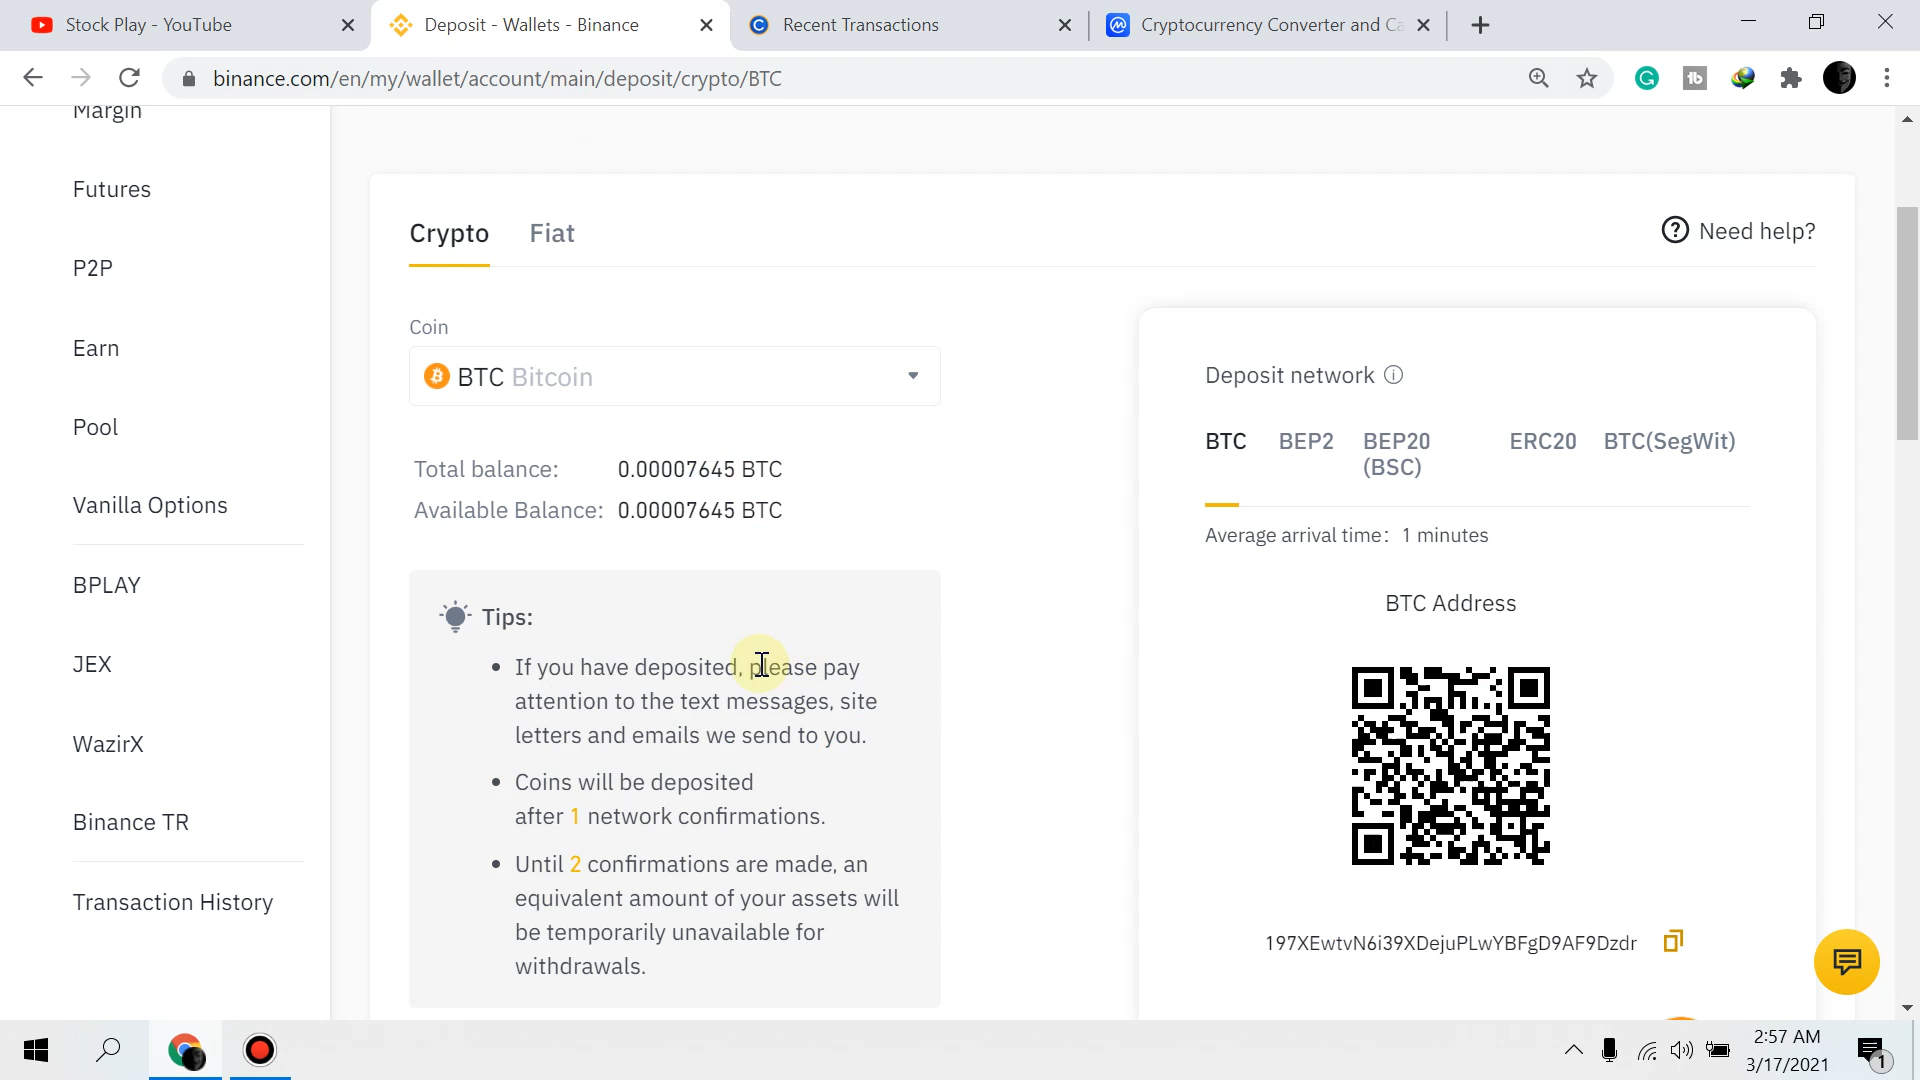 Stock Play - YouTube
Deposit - Wallets - Binance
Recent Transactions
Cryptocurrency Converter and Ca
binance.com/en/my/wallet/account/main/deposit/crypto/BTC
Margin
Futures
P2P
Earn
Pool
Vanilla Options
BPLAY
JEX
WazirX
Binance TR
Transaction History
Crypto
Fiat
Need help?
Coin
BTC Bitcoin
Total balance: 0.00007645 BTC
Available Balance: 0.00007645 BTC
Tips:
• If you have deposited, please pay
attention to the text messages, site
letters and emails we send to you.
• Coins will be deposited
after 1 network confirmations.
• Until 2 confirmations are made, an
equivalent amount of your assets will
be temporarily unavailable for
withdrawals.
Deposit network
BTC BEP2 BEP20 ERC20 BTC(SegWit)
(BSC)
Average arrival time: 1 minutes
BTC Address
197XEwtvN6i39XDejuPLwYBFgD9AF9Dzdr
2:57 AM
3/17/2021
1